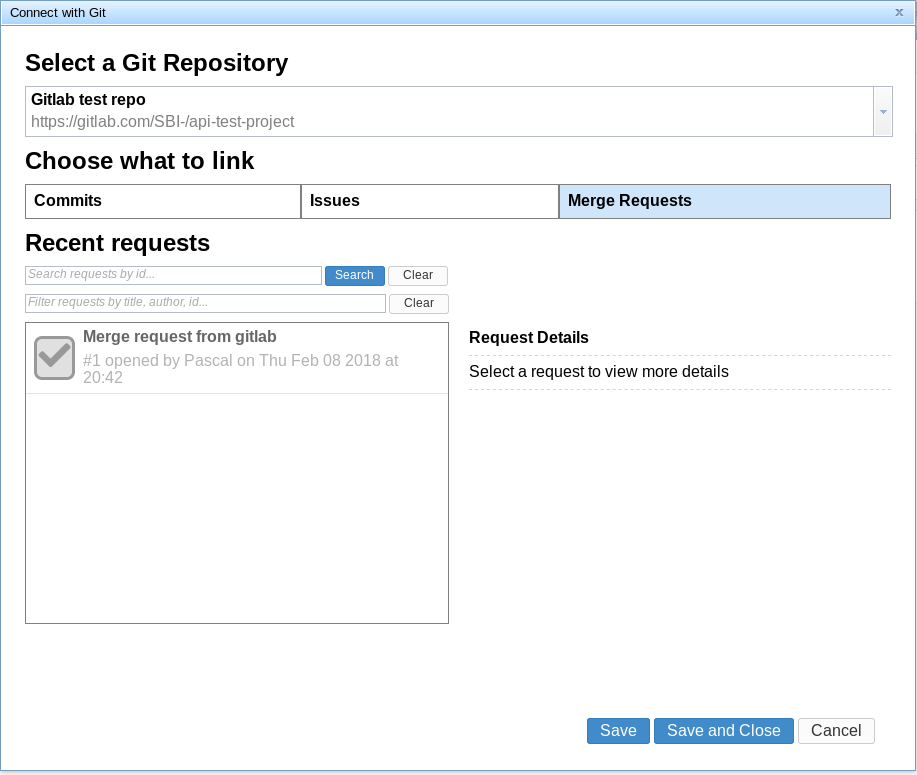 Connect with Git
x
Select a Git Repository
Gitlab test repo
https://gitlab.com/SBI-/api-test-project
Choose what to link
Commits
Issues
Merge Requests
Recent requests
Search requests by id...
Search
Clear
Filter requests by title, author, id...
Clear
Merge request from gitlab
#1 opened by Pascal on Thu Feb 08 2018 at
20:42
Request Details
Select a request to view more details
Save
Save and Close
Cancel